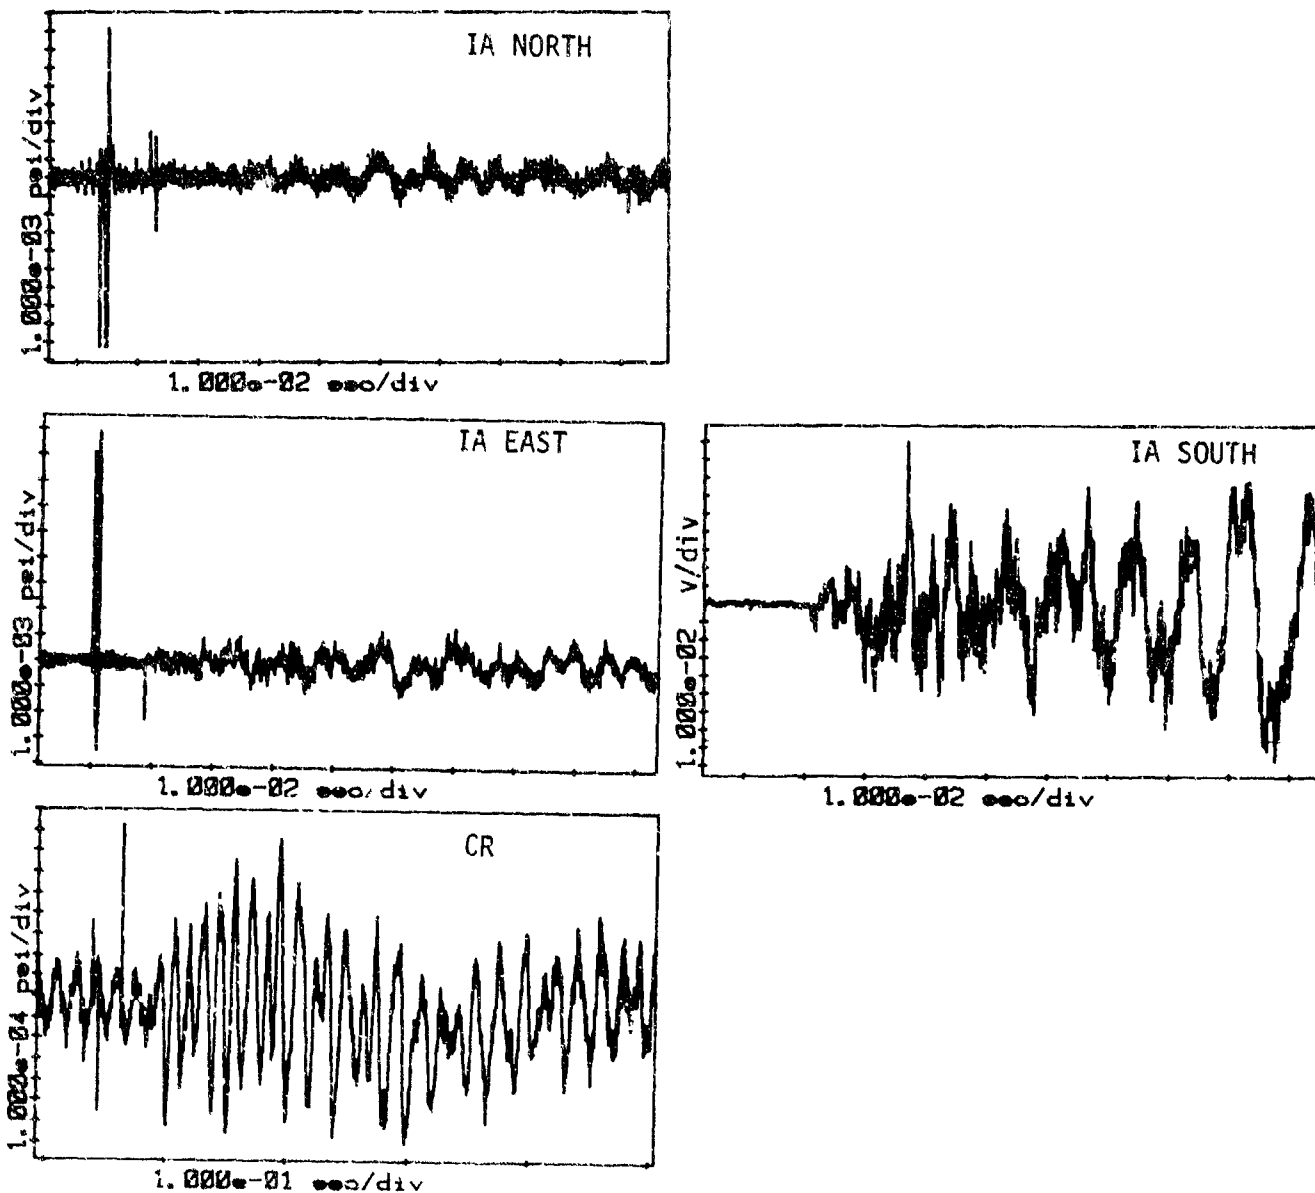 IA NORTH
1.000e-03 psi/div
1.000e-02 sec/div
IA EAST
1.000e-03 psi/div
1.000e-02 sec/div
IA SOUTH
1.000e-02 v/div
1.000e-02 sec/div
CR
1.000e-04 psi/div
1.000e-01 sec/div